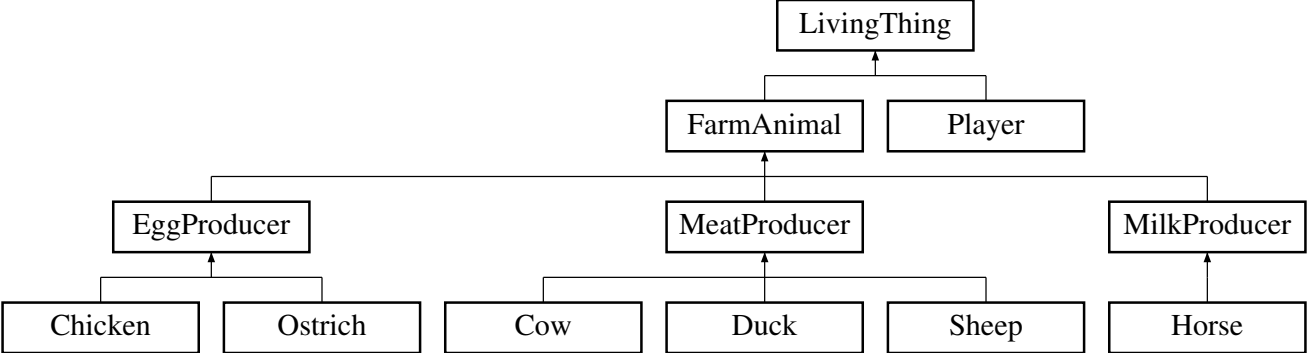 LivingThing
FarmAnimal Player
EggProducer MeatProducer MilkProducer
Chicken Ostrich Cow Duck Sheep Horse